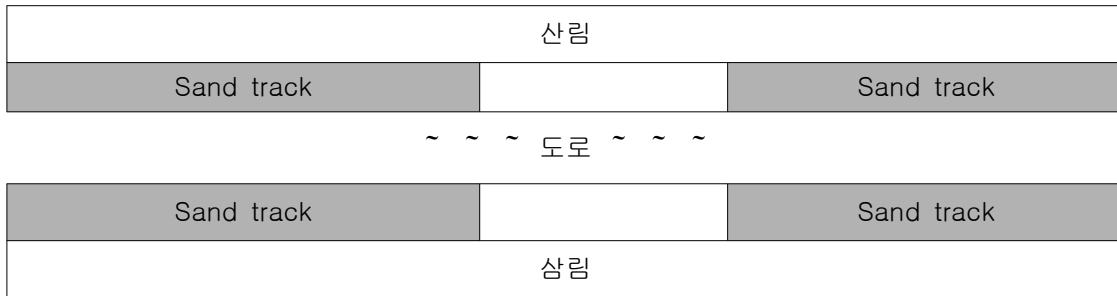 산림
Sand track Sand track
~ ~ ~ 도로 ~ ~ ~
Sand track Sand track
삼림